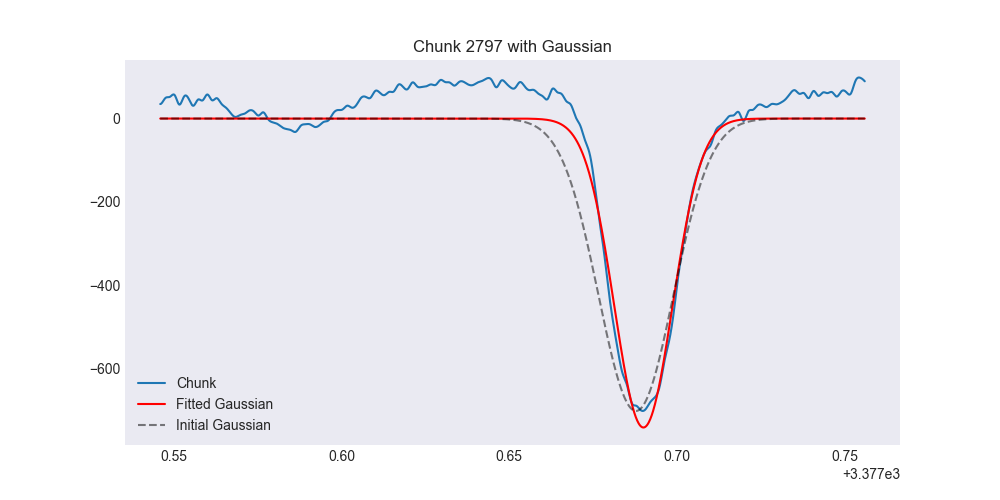 Chunk 2797 with Gaussian
0
−200
−400
−600
Chunk
Fitted Gaussian
Initial Gaussian
0.55 0.60 0.65 0.70 0.75
+3.377e3